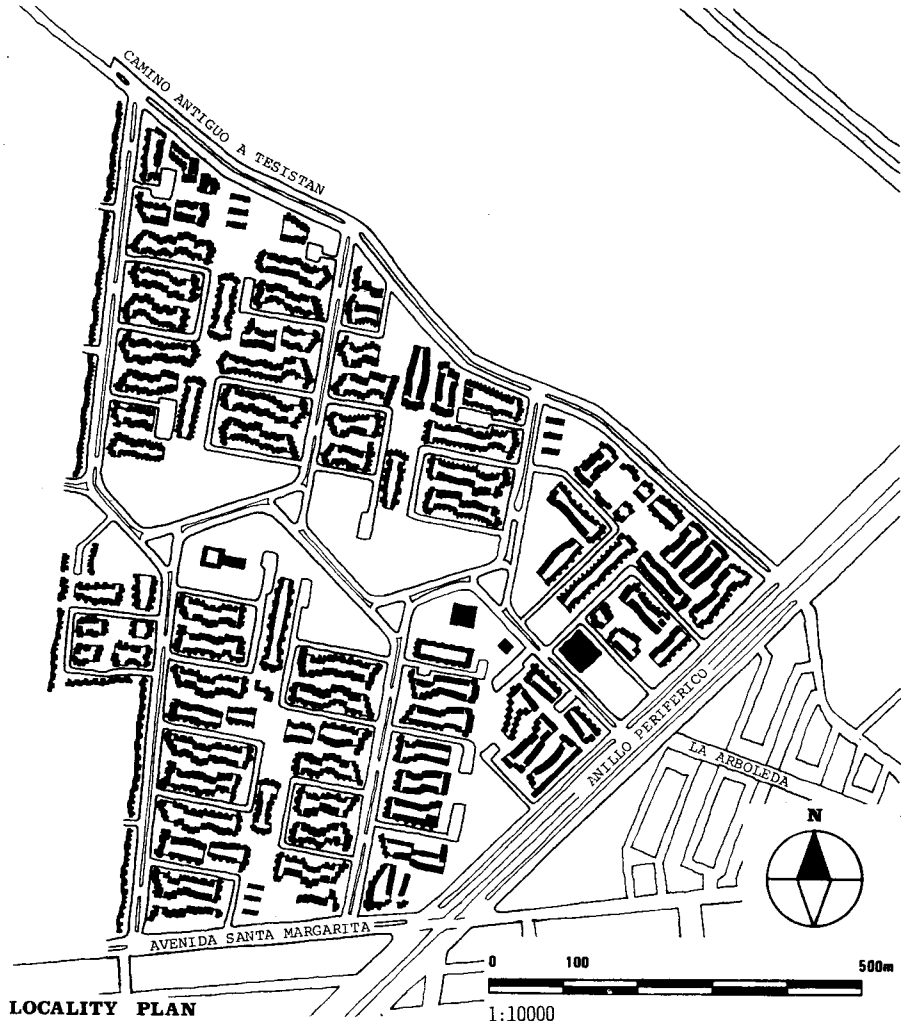 CAMINO ANTIGUO A TESISTAN
ANILLO PERIFERICO
LA ARBOLEDA
N
AVENIDA SANTA MARGARITA
0 100 500m
LOCALITY PLAN
1:10000